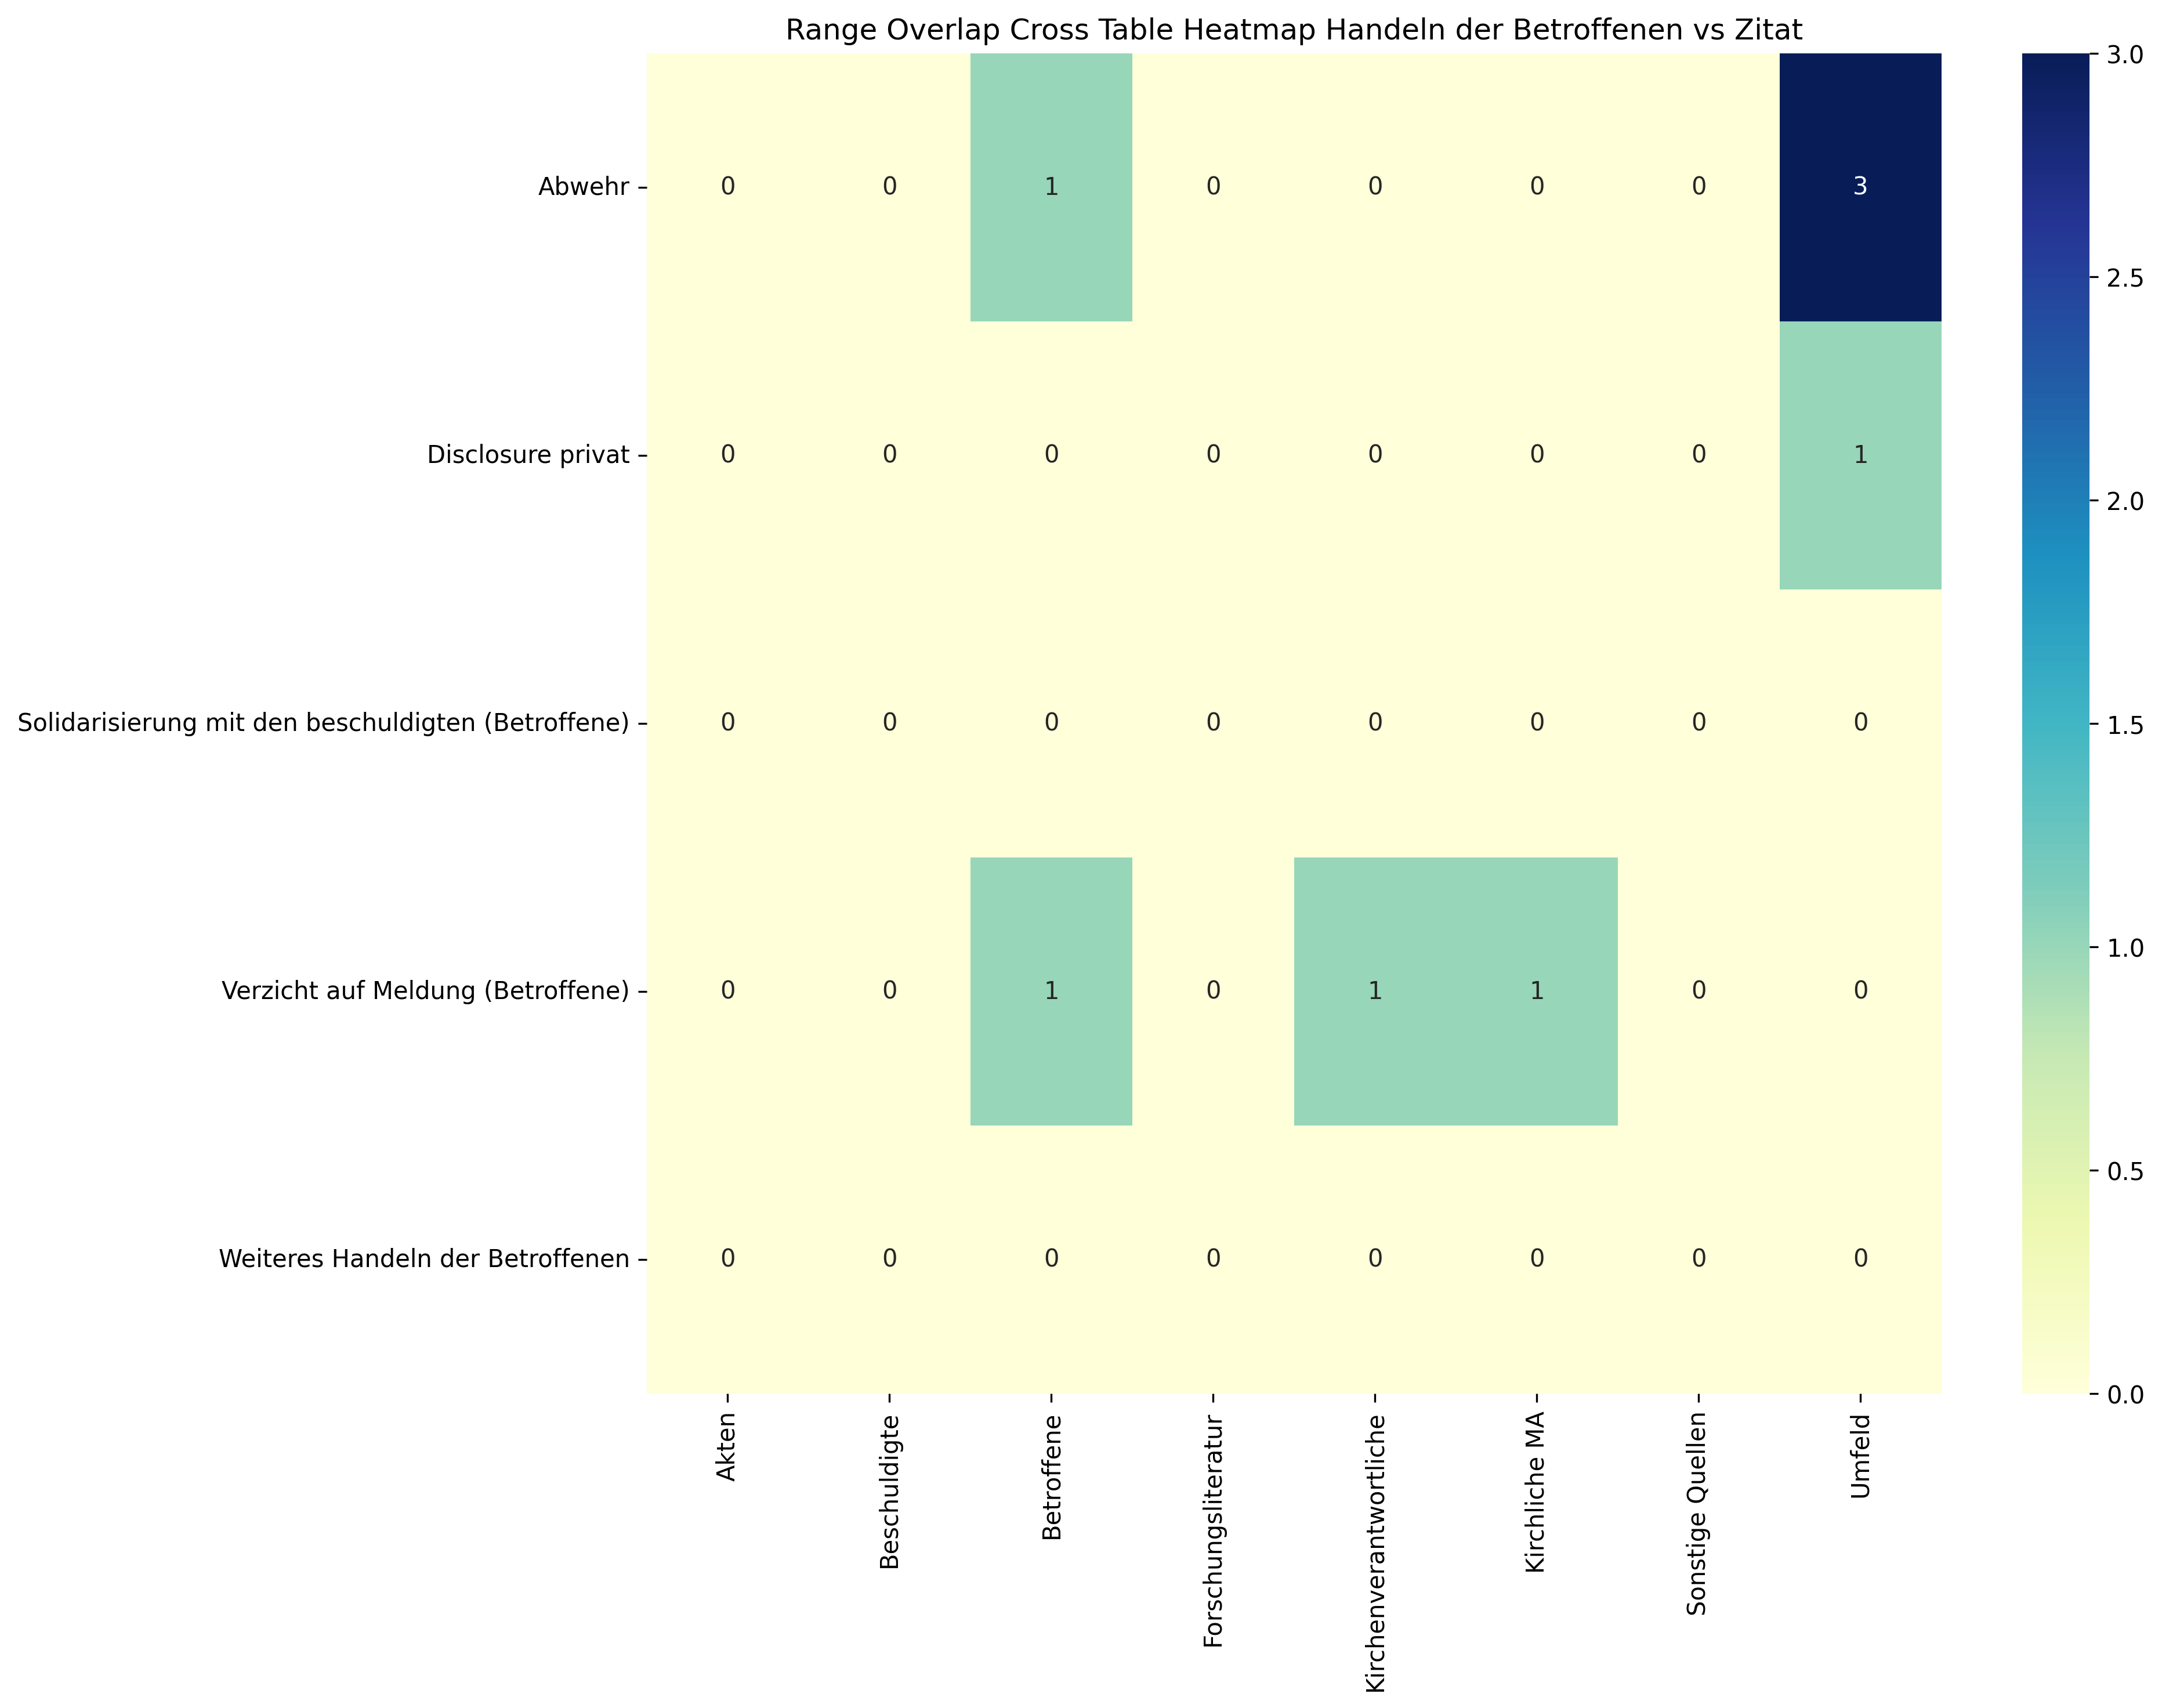 Range Overlap Cross Table Heatmap Handeln der Betroffenen vs Zitat
Abwehr 0 0 1 0 0 0 0 3
Disclosure privat 0 0 0 0 0 0 0 1
Solidarisierung mit den beschuldigten (Betroffene) 0 0 0 0 0 0 0 0
Verzicht auf Meldung (Betroffene) 0 0 1 0 1 1 0 0
Weiteres Handeln der Betroffenen 0 0 0 0 0 0 0 0
Akten
Beschuldigte
Betroffene
Forschungsliteratur
Kirchenverantwortliche
Kirchliche MA
Sonstige Quellen
Umfeld
3.0
2.5
2.0
1.5
1.0
0.5
0.0